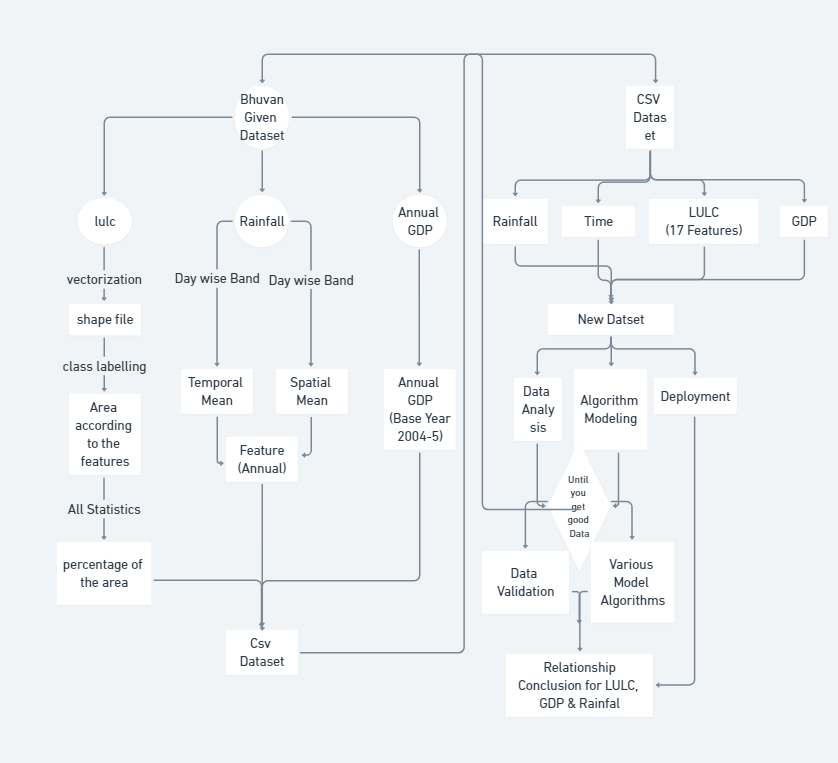 Bhuvan
Given
Dataset
CSV
Datas
et
lulc
Rainfall
Annual
GDP
Rainfall
Time
LULC
(17 Features)
GDP
vectorization
Day wise Band
Day wise Band
shape file
New Datset
class labelling
Temporal
Mean
Spatial
Mean
Annual
GDP
(Base Year
2004-5)
Data
Analy
sis
Algorithm
Modeling
Deployment
Area
according
to the
features
Feature
(Annual)
Until
you
get
good
Data
All Statistics
percentage of
the area
Data
Validation
Various
Model
Algorithms
Csv
Dataset
Relationship
Conclusion for LULC,
GDP & Rainfal